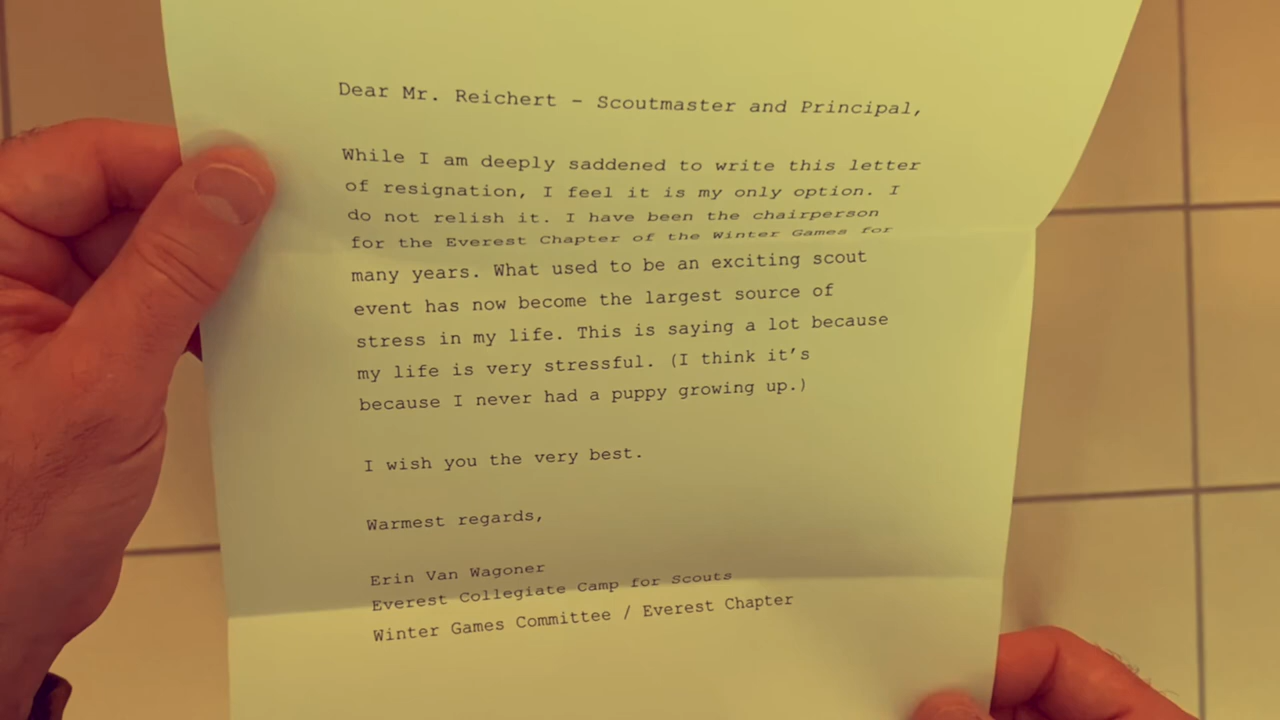 Dear Mr. Reichert – Scoutmaster and Principal,
While I am deeply saddened to write this letter
of resignation, I feel it is my only option. I
do not relish it. I have been the chairperson
for the Everest Chapter of the Winter Games for
many years. What used to be an exciting scout
event has now become the largest source of
stress in my life. This is saying a lot because
my life is very stressful. (I think it’s
because I never had a puppy growing up.)
I wish you the very best.
Warmest regards,
Erin Van Wagoner
Everest Collegiate Camp for Scouts
Winter Games Committee / Everest Chapter